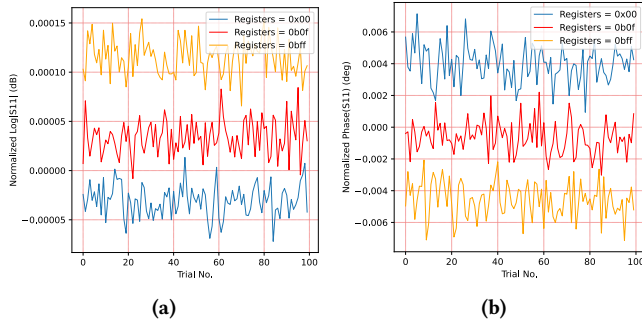 Registers = 0x00
Registers = 0b0f
Registers = 0bff
0.00015
0.00010
0.00005
0.00000
−0.00005
Normalized Log|S11| (dB)
0 20 40 60 80 100
Trial No.
(a)
Registers = 0x00
Registers = 0b0f
Registers = 0bff
0.006
0.004
0.002
0.000
−0.002
−0.004
−0.006
Normalized Phase(S11) (deg)
0 20 40 60 80 100
Trial No.
(b)